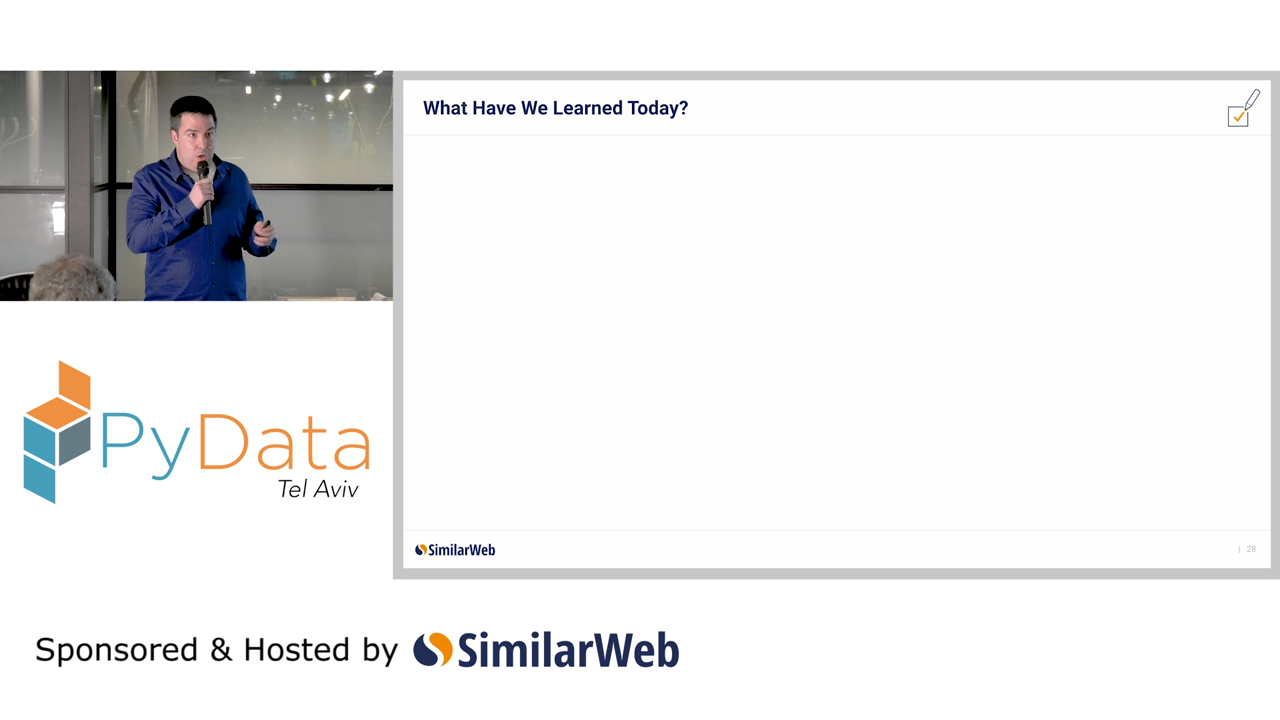 What Have We Learned Today?
SimilarWeb
| 28
PyData
Tel Aviv
Sponsored & Hosted by SimilarWeb